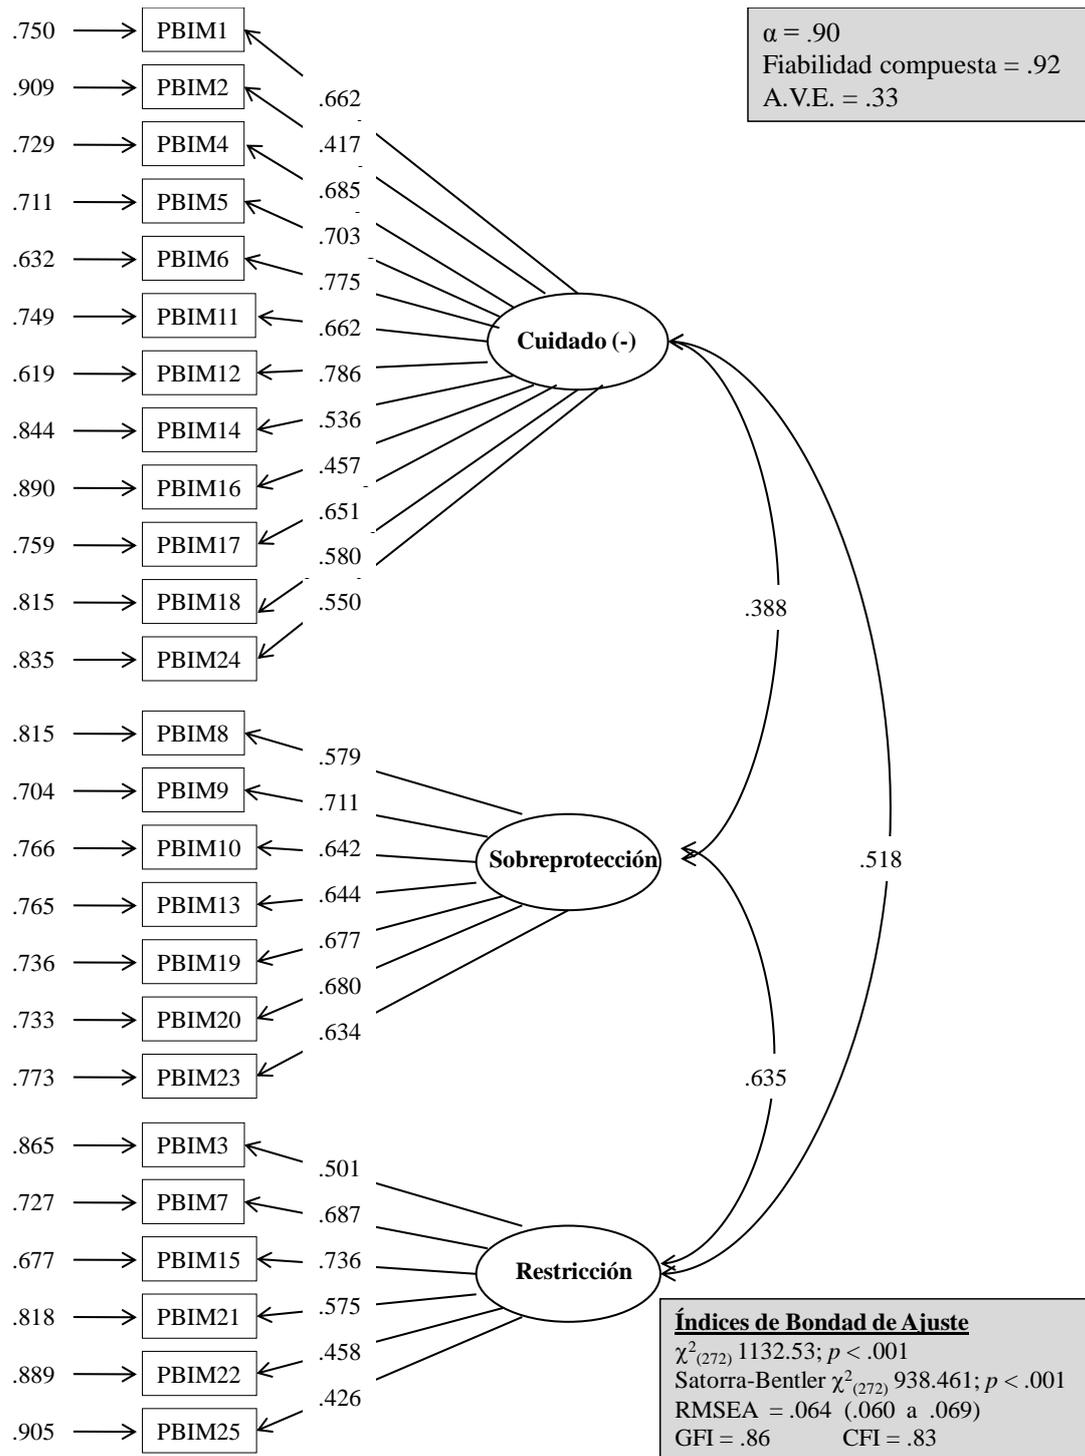 .750 PBIM1
α = .90
Fiabilidad compuesta = .92
A.V.E. = .33
.909 PBIM2
.662
.729 PBIM4
.417
.711 PBIM5
.685
.703
.632 PBIM6
.775
.749 PBIM11
.662
Cuidado (-)
.619 PBIM12
.786
.844 PBIM14
.536
.890 PBIM16
.457
.759 PBIM17
.651
.580
.815 PBIM18
.550
.388
.835 PBIM24
.815 PBIM8
.579
.704 PBIM9
.711
.766 PBIM10
.642
Sobreprotección
.518
.765 PBIM13
.644
.736 PBIM19
.677
.680
.733 PBIM20
.634
.773 PBIM23
.635
.865 PBIM3
.501
.727 PBIM7
.687
.677 PBIM15
.736
Restricción
.818 PBIM21
.575
.889 PBIM22
.458
.426
.905 PBIM25
Índices de Bondad de Ajuste
χ²(272) 1132.53; p < .001
Satorra-Bentler χ²(272) 938.461; p < .001
RMSEA = .064 (.060 a .069)
GFI = .86 CFI = .83